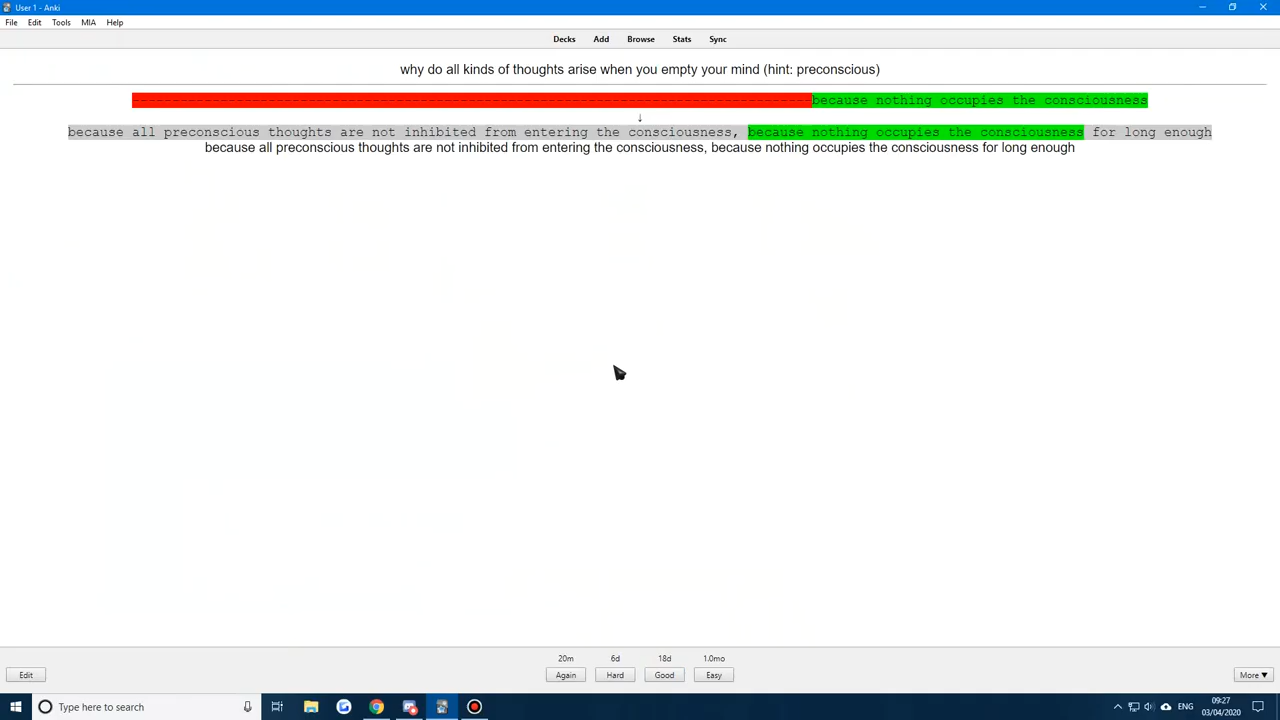 User 1 - Anki
File Edit Tools MIA Help
Decks Add Browse Stats Sync
why do all kinds of thoughts arise when you empty your mind (hint: preconscious)
-------------------------------------------------------------------------------------because nothing occupies the consciousness
↓
because all preconscious thoughts are not inhibited from entering the consciousness, because nothing occupies the consciousness for long enough
because all preconscious thoughts are not inhibited from entering the consciousness, because nothing occupies the consciousness for long enough
20m 6d 18d 1.0mo
Edit Again Hard Good Easy More ▼
Type here to search
ENG
09:27
03/04/2020